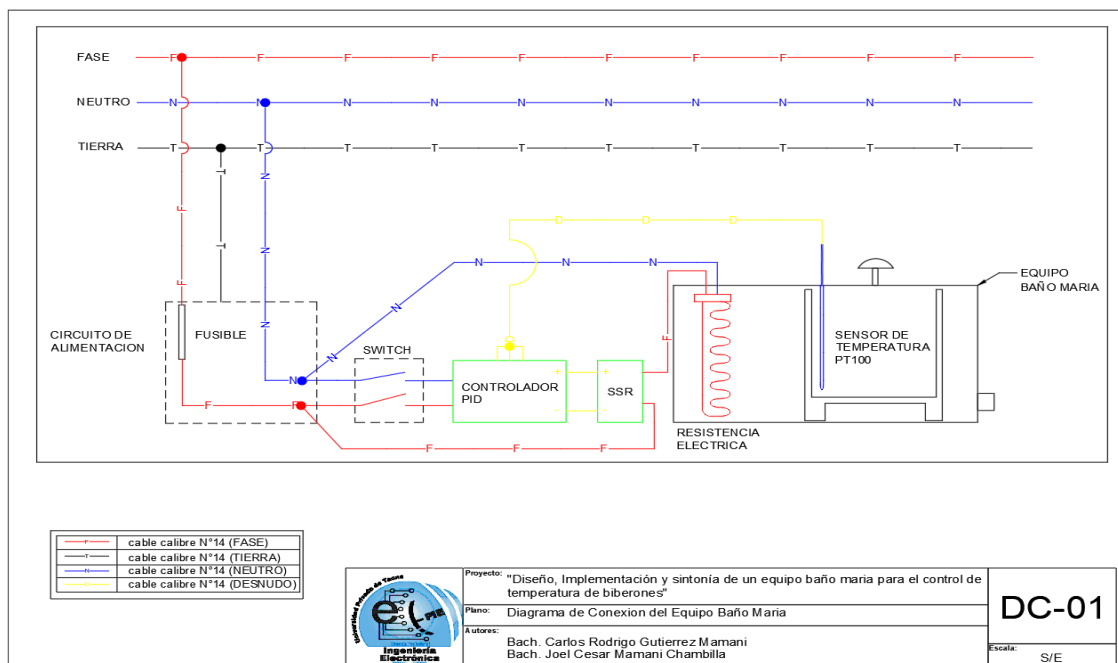 FASE F F F F F F F F F F
NEUTRO N N N N N N N N N N
TIERRA T T T T T T T T T T
T
N
F
T
N
F
D D D
N N N
EQUIPO
BAÑO MARIA
N
F
CIRCUITO DE
ALIMENTACION
FUSIBLE
N
N
SWITCH
SENSOR DE
TEMPERATURA
PT100
N
F F
CONTROLADOR
PID
+
-
+
-
SSR
RESISTENCIA
ELECTRICA
F F F
F cable calibre N°14 (FASE)
T cable calibre N°14 (TIERRA)
N cable calibre N°14 (NEUTRO)
cable calibre N°14 (DESNUDO)
Universidad Privada de Tacna
Ingeniería
Electrónica
Proyecto: "Diseño, Implementación y sintonía de un equipo baño maria para el control de
temperatura de biberones"
Plano: Diagrama de Conexion del Equipo Baño Maria
Autores:
Bach. Carlos Rodrigo Gutierrez Mamani
Bach. Joel Cesar Mamani Chambilla
DC-01
Escala:
S/E